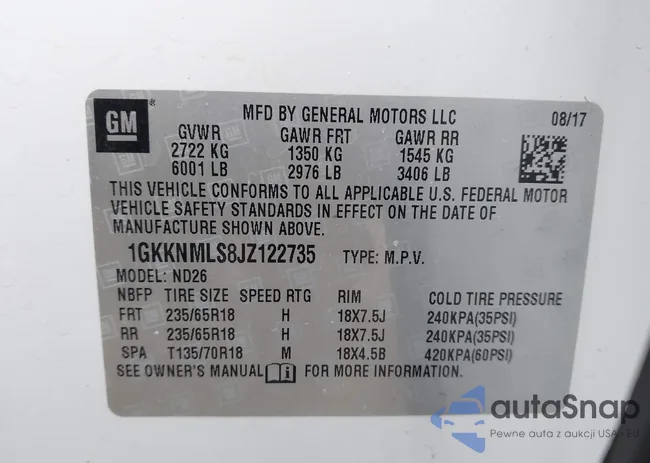 GM
MFD BY GENERAL MOTORS LLC 08/17
GVWR GAWR FRT GAWR RR
2722 KG 1350 KG 1545 KG
6001 LB 2976 LB 3406 LB
THIS VEHICLE CONFORMS TO ALL APPLICABLE U.S. FEDERAL MOTOR
VEHICLE SAFETY STANDARDS IN EFFECT ON THE DATE OF
MANUFACTURE SHOWN ABOVE.
1GKKNMLS8JZ122735 TYPE: M.P.V.
MODEL: ND26
NBFP TIRE SIZE SPEED RTG RIM COLD TIRE PRESSURE
FRT 235/65R18 H 18X7.5J 240KPA(35PSI)
RR 235/65R18 H 18X7.5J 240KPA(35PSI)
SPA T135/70R18 M 18X4.5B 420KPA(60PSI)
SEE OWNER'S MANUAL i FOR MORE INFORMATION.
autaSnap
Pewne auta z aukcji USA i EU